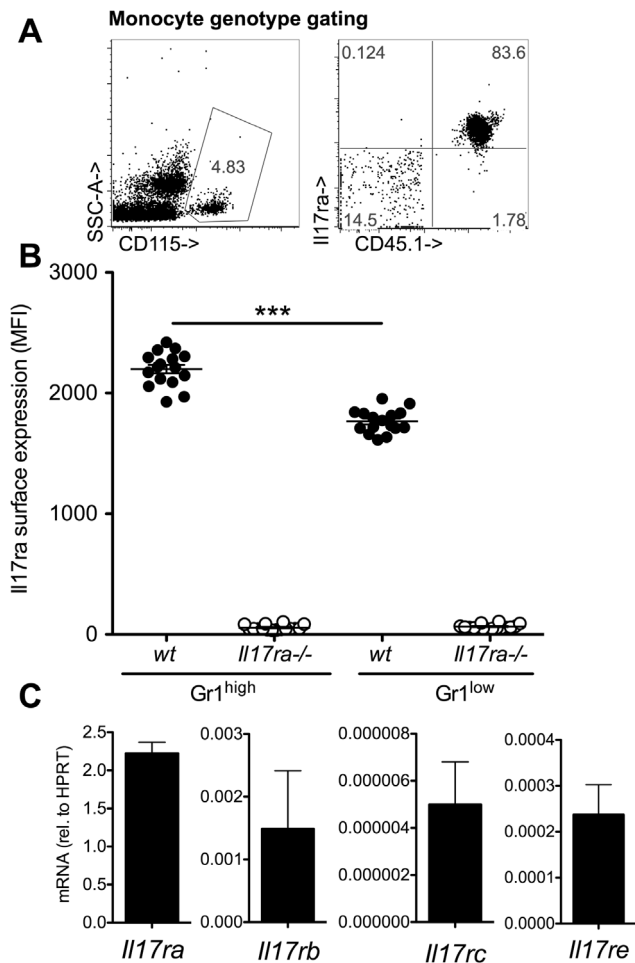 A
Monocyte genotype gating
SSC-A->
4.83
CD115->
Il17ra->
0.124
83.6
14.5
1.78
CD45.1->
B
Il17ra surface expression (MFI)
3000
2000
1000
0
***
wt
Il17ra-/-
wt
Il17ra-/-
Gr1high
Gr1low
C
mRNA (rel. to HPRT)
2.5
2.0
1.5
1.0
0.5
0.0
Il17ra
0.003
0.002
0.001
0.000
Il17rb
0.000008
0.000006
0.000004
0.000002
0.000000
Il17rc
0.0004
0.0003
0.0002
0.0001
0.0000
Il17re